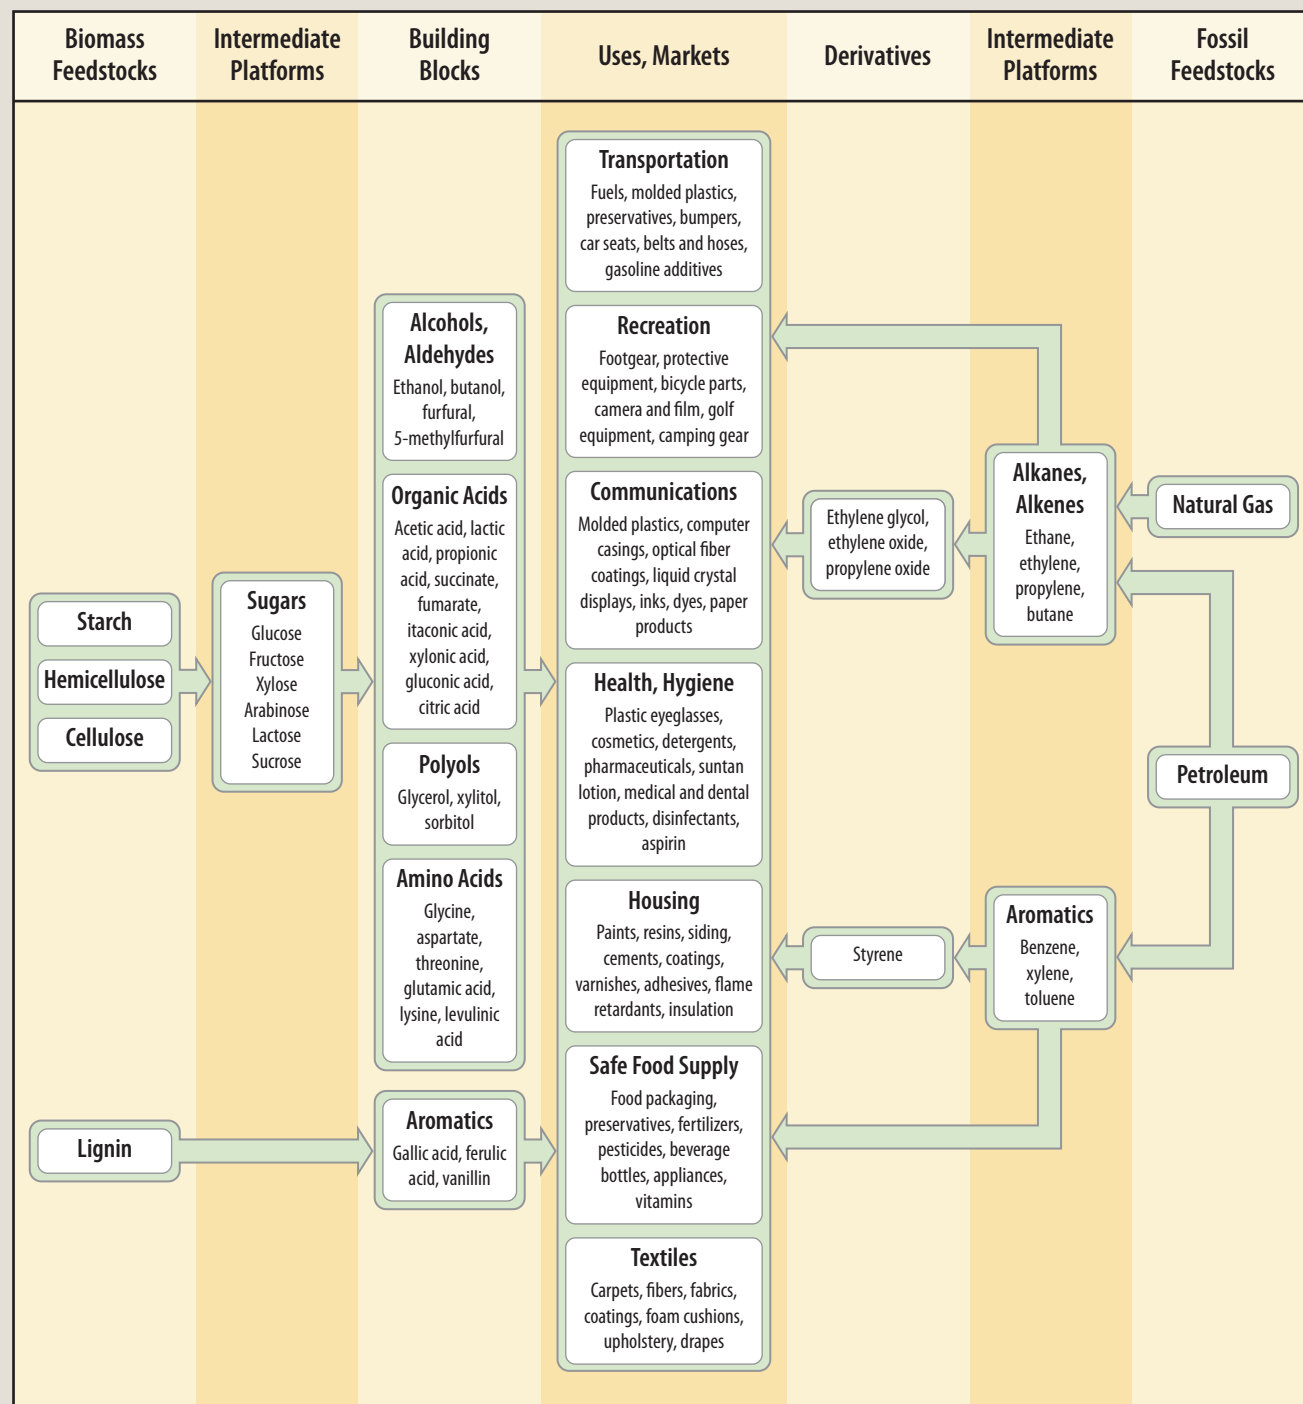 Biomass
Feedstocks
Intermediate
Platforms
Building
Blocks
Uses, Markets
Derivatives
Intermediate
Platforms
Fossil
Feedstocks
Starch
Hemicellulose
Cellulose
Lignin
Sugars
Glucose
Fructose
Xylose
Arabinose
Lactose
Sucrose
Alcohols,
Aldehydes
Ethanol, butanol,
furfural,
5-methylfurfural
Organic Acids
Acetic acid, lactic
acid, propionic
acid, succinate,
fumarate,
itaconic acid,
xylonic acid,
gluconic acid,
citric acid
Polyols
Glycerol, xylitol,
sorbitol
Amino Acids
Glycine,
aspartate,
threonine,
glutamic acid,
lysine, levulinic
acid
Aromatics
Gallic acid, ferulic
acid, vanillin
Transportation
Fuels, molded plastics,
preservatives, bumpers,
car seats, belts and hoses,
gasoline additives
Recreation
Footgear, protective
equipment, bicycle parts,
camera and film, golf
equipment, camping gear
Communications
Molded plastics, computer
casings, optical fiber
coatings, liquid crystal
displays, inks, dyes, paper
products
Health, Hygiene
Plastic eyeglasses,
cosmetics, detergents,
pharmaceuticals, suntan
lotion, medical and dental
products, disinfectants,
aspirin
Housing
Paints, resins, siding,
cements, coatings,
varnishes, adhesives, flame
retardants, insulation
Safe Food Supply
Food packaging,
preservatives, fertilizers,
pesticides, beverage
bottles, appliances,
vitamins
Textiles
Carpets, fibers, fabrics,
coatings, foam cushions,
upholstery, drapes
Ethylene glycol,
ethylene oxide,
propylene oxide
Styrene
Alkanes,
Alkenes
Ethane,
ethylene,
propylene,
butane
Aromatics
Benzene,
xylene,
toluene
Natural Gas
Petroleum